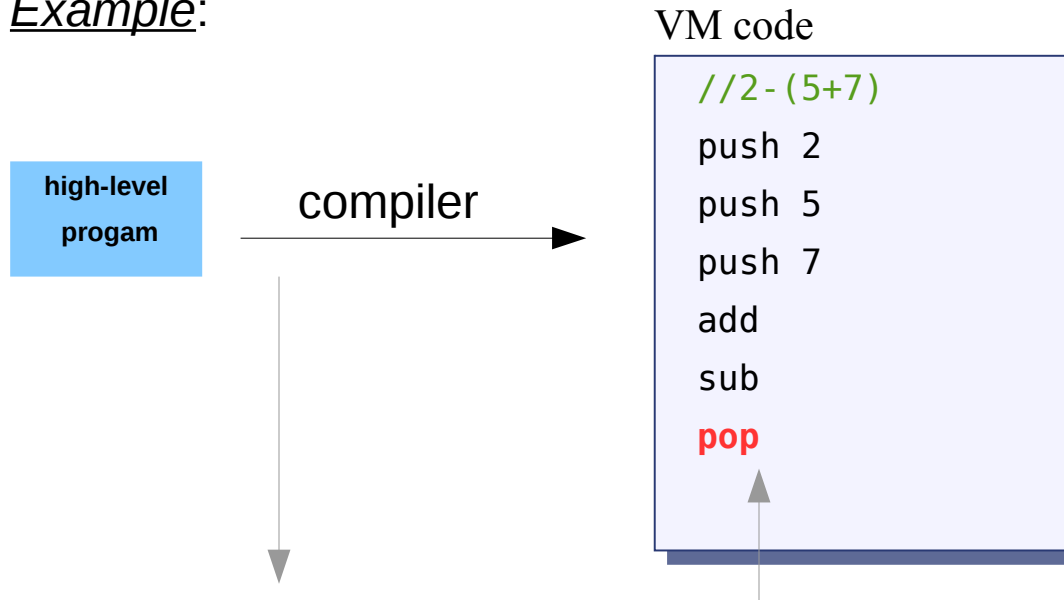 Example:
VM code
//2-(5+7)
push 2
high-level
progam
compiler
push 5
push 7
add
sub
pop